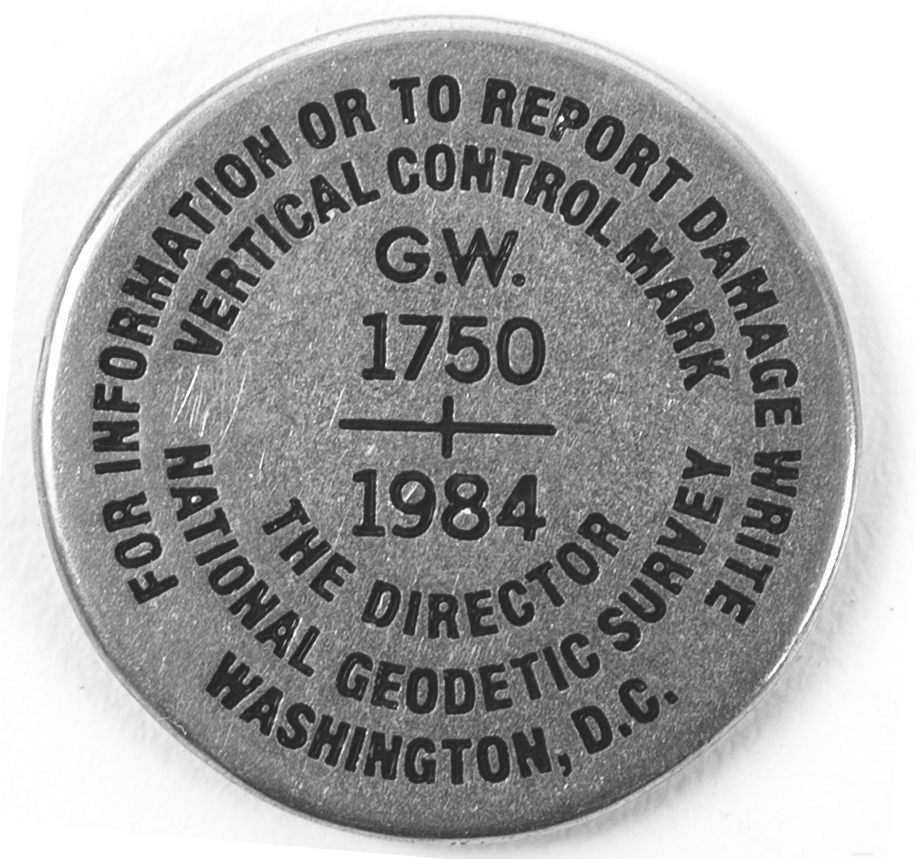 FOR INFORMATION OR TO REPORT DAMAGE WRITE
VERTICAL CONTROL MARK
G.W.
1750
1984
THE DIRECTOR
NATIONAL GEODETIC SURVEY
WASHINGTON, D.C.